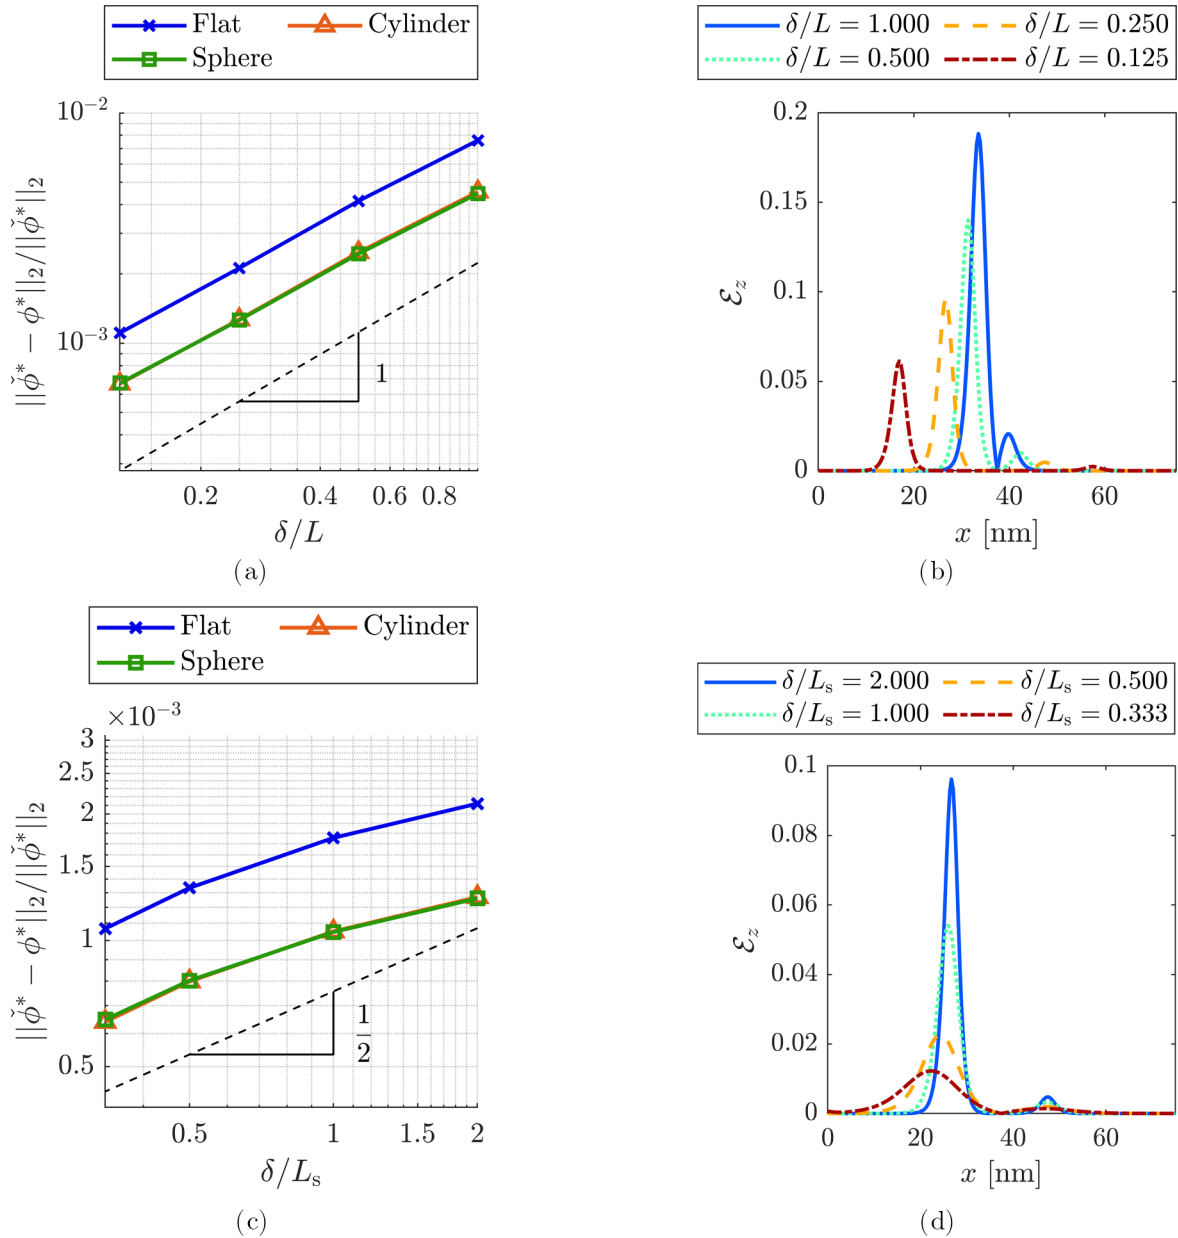 Flat Cylinder
Sphere
10⁻²
10⁻³
||φ̌* − φ*||₂/||φ̌*||₂
1
0.2 0.4 0.6 0.8
δ/L
(a)
δ/L = 1.000 δ/L = 0.250
δ/L = 0.500 δ/L = 0.125
0.2
0.15
0.1
0.05
0
ℰ_z
0 20 40 60
x [nm]
(b)
Flat Cylinder
Sphere
×10⁻³
3
2.5
2
1.5
1
0.5
||φ̌* − φ*||₂/||φ̌*||₂
1
2
0.5 1 1.5 2
δ/Lₛ
(c)
δ/Lₛ = 2.000 δ/Lₛ = 0.500
δ/Lₛ = 1.000 δ/Lₛ = 0.333
0.1
0.08
0.06
0.04
0.02
0
ℰ_z
0 20 40 60
x [nm]
(d)